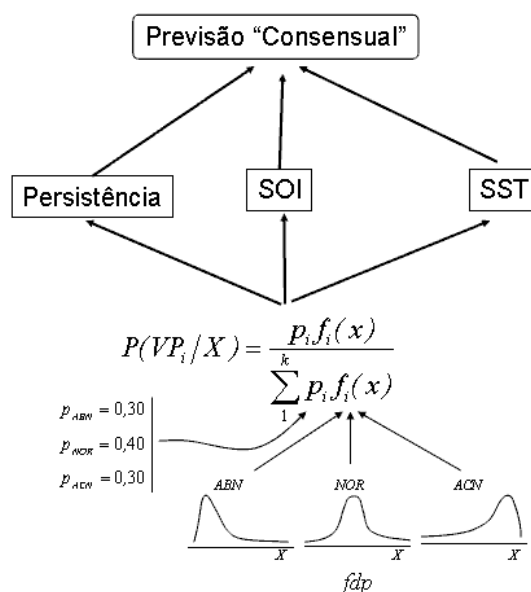 Previsão “Consensual”
Persistência SOI SST
P(VP_i/X) = p_i f_i(x) / ∑_1^k p_i f_i(x)
p_ABN = 0,30
p_NOR = 0,40
p_ACN = 0,30
ABN NOR ACN
X X X
fdp